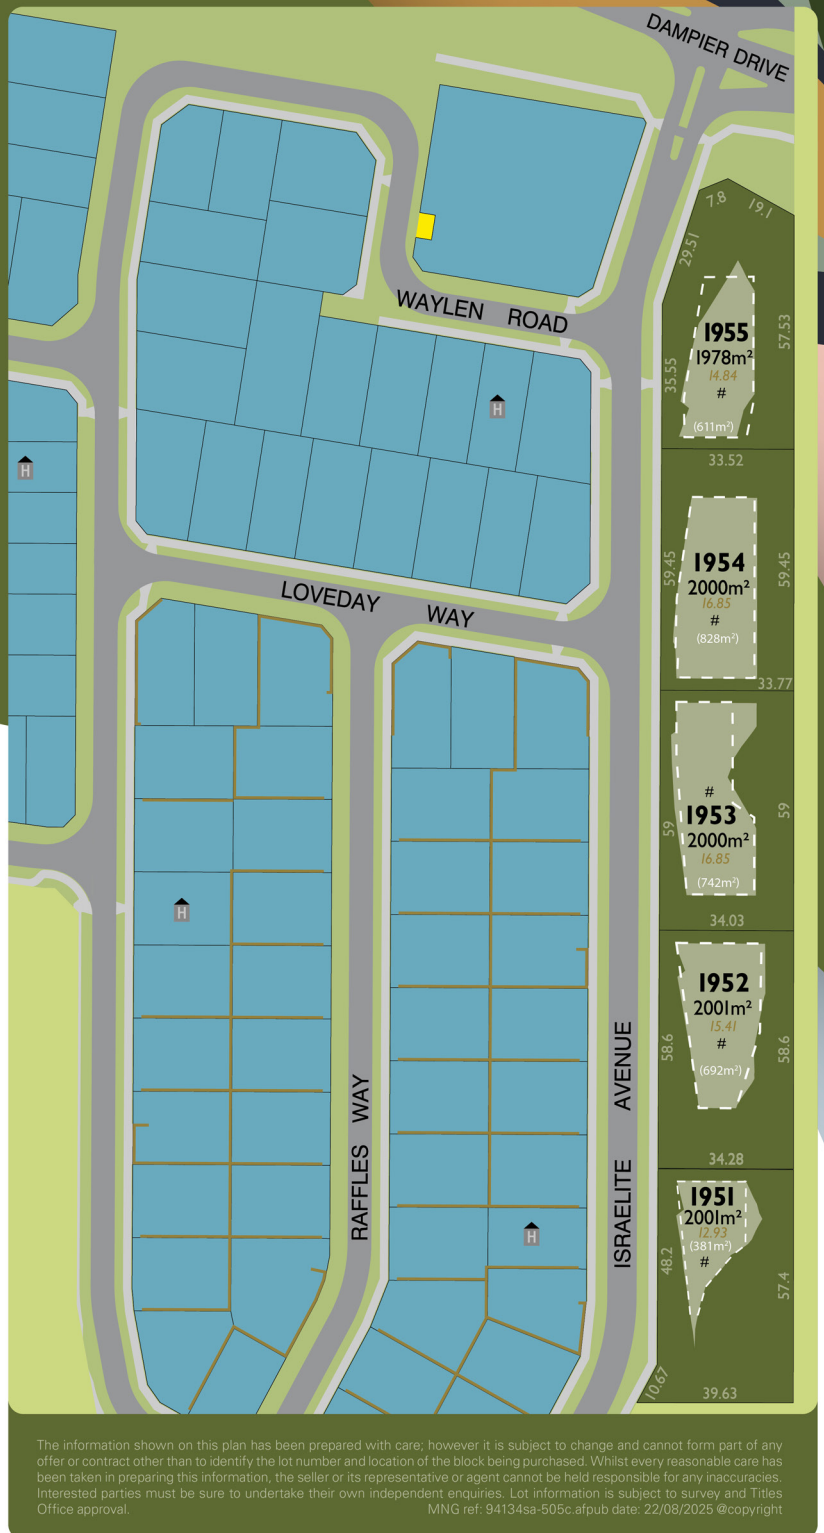 DAMPIER DRIVE
7.8
19.1
29.51
WAYLEN ROAD
1955
1978m²
14.84
#
(611m²)
35.55
57.53
33.52
H
H
1954
2000m²
16.85
#
(828m²)
59.45
59.45
33.77
LOVEDAY WAY
#
1953
2000m²
16.85
(742m²)
59
59
34.03
H
1952
2001m²
15.41
#
(692m²)
58.6
58.6
34.28
RAFFLES WAY
ISRAELITE AVENUE
H
1951
2001m²
12.93
(381m²)
#
48.2
57.4
10.67
39.63
The information shown on this plan has been prepared with care; however it is subject to change and cannot form part of any
offer or contract other than to identify the lot number and location of the block being purchased. Whilst every reasonable care has
been taken in preparing this information, the seller or its representative or agent cannot be held responsible for any inaccuracies.
Interested parties must be sure to undertake their own independent enquiries. Lot information is subject to survey and Titles
Office approval. MNG ref: 94134sa-505c.afpub date: 22/08/2025 @copyright